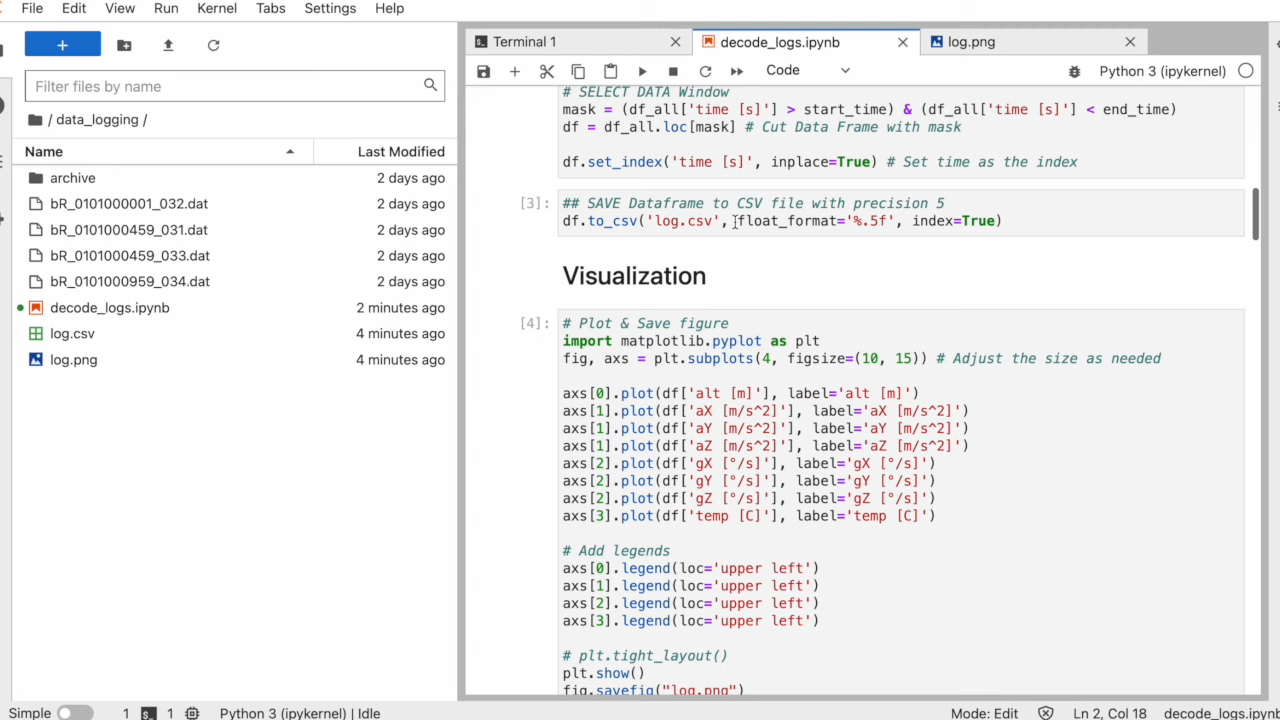 File Edit View Run Kernel Tabs Settings Help
+
Filter files by name
/ data_logging /
Name Last Modified
archive 2 days ago
bR_0101000001_032.dat 2 days ago
bR_0101000459_031.dat 2 days ago
bR_0101000459_033.dat 2 days ago
bR_0101000959_034.dat 2 days ago
decode_logs.ipynb 2 minutes ago
log.csv 4 minutes ago
log.png 4 minutes ago
Terminal 1 decode_logs.ipynb log.png
Code Python 3 (ipykernel)
# SELECT DATA Window
mask = (df_all['time [s]'] > start_time) & (df_all['time [s]'] < end_time)
df = df_all.loc[mask] # Cut Data Frame with mask
df.set_index('time [s]', inplace=True) # Set time as the index
[3]: ## SAVE Dataframe to CSV file with precision 5
df.to_csv('log.csv', float_format='%.5f', index=True)
Visualization
[4]: # Plot & Save figure
import matplotlib.pyplot as plt
fig, axs = plt.subplots(4, figsize=(10, 15)) # Adjust the size as needed
axs[0].plot(df['alt [m]'], label='alt [m]')
axs[1].plot(df['aX [m/s^2]'], label='aX [m/s^2]')
axs[1].plot(df['aY [m/s^2]'], label='aY [m/s^2]')
axs[1].plot(df['aZ [m/s^2]'], label='aZ [m/s^2]')
axs[2].plot(df['gX [°/s]'], label='gX [°/s]')
axs[2].plot(df['gY [°/s]'], label='gY [°/s]')
axs[2].plot(df['gZ [°/s]'], label='gZ [°/s]')
axs[3].plot(df['temp [C]'], label='temp [C]')
# Add legends
axs[0].legend(loc='upper left')
axs[1].legend(loc='upper left')
axs[2].legend(loc='upper left')
axs[3].legend(loc='upper left')
# plt.tight_layout()
plt.show()
fig.savefig("log.png")
Simple 1 1 Python 3 (ipykernel) | Idle Mode: Edit Ln 2, Col 18 decode_logs.ipynb